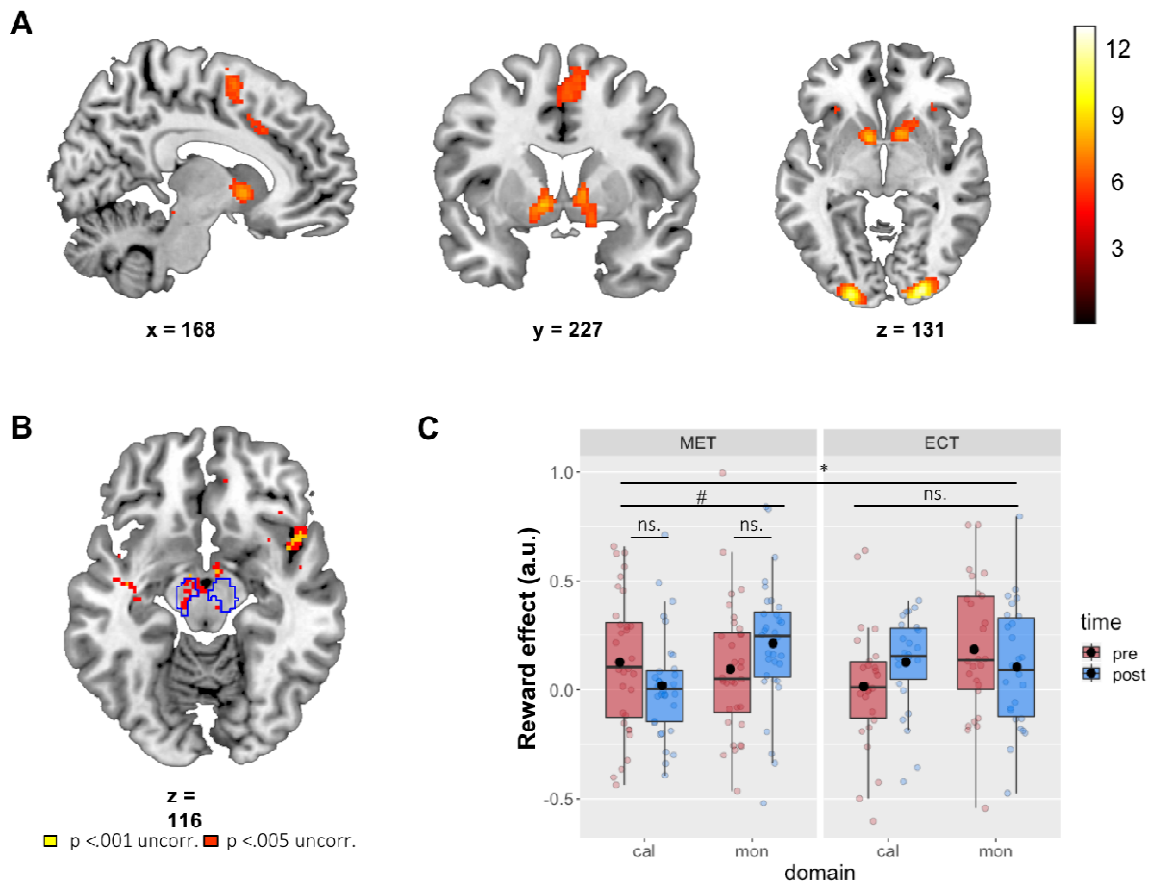 A
12
9
6
3
x = 168
y = 227
z = 131
B
z =
116
p <.001 uncorr.
p <.005 uncorr.
C
MET
ECT
*
#
ns.
ns.
ns.
1.0
0.5
0.0
-0.5
Reward effect (a.u.)
cal
mon
cal
mon
domain
time
pre
post